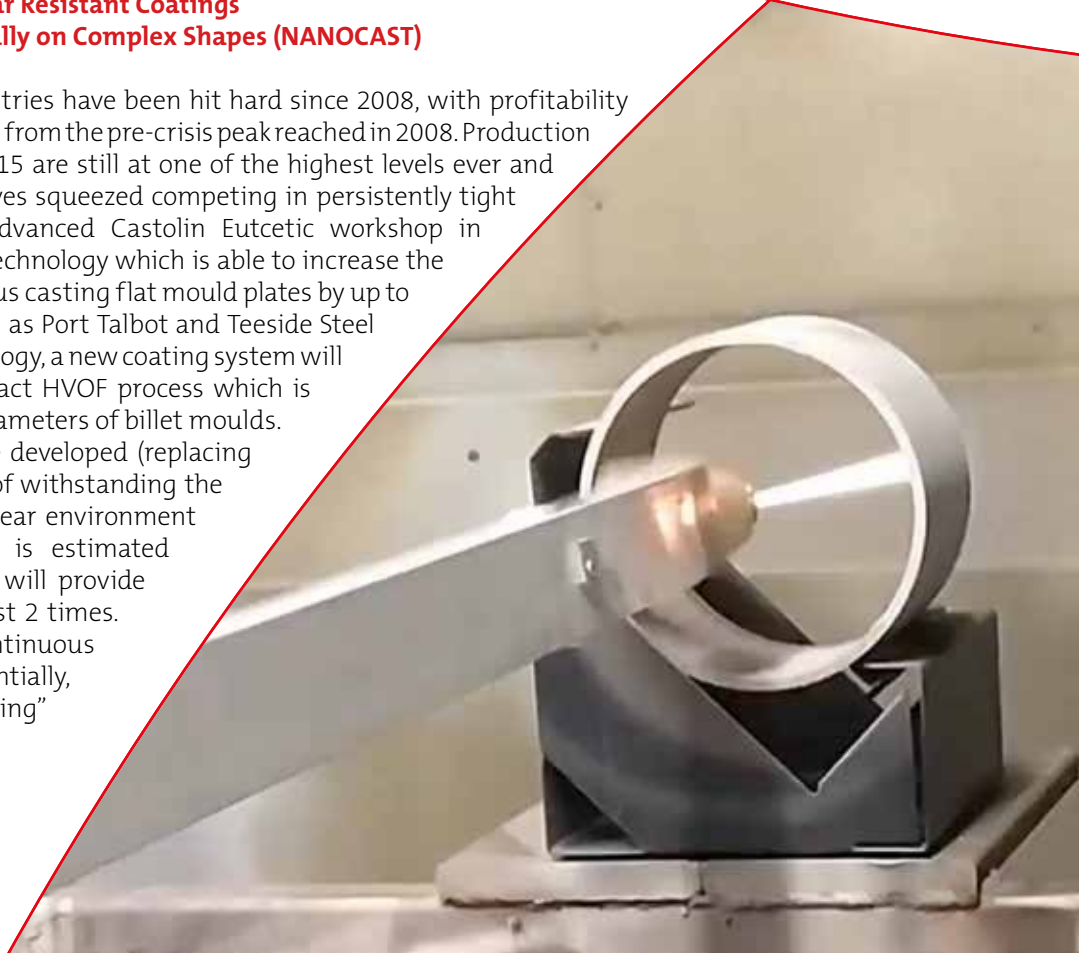 ar Resistant Coatings
ally on Complex Shapes (NANOCAST)
tries have been hit hard since 2008, with profitability
from the pre-crisis peak reached in 2008. Production
15 are still at one of the highest levels ever and
ves squeezed competing in persistently tight
dvanced Castolin Eutcetic workshop in
echnology which is able to increase the
us casting flat mould plates by up to
as Port Talbot and Teeside Steel
logy, a new coating system will
act HVOF process which is
ameters of billet moulds.
developed (replacing
of withstanding the
ear environment
is estimated
will provide
st 2 times.
ntinuous
ntially,
ing”